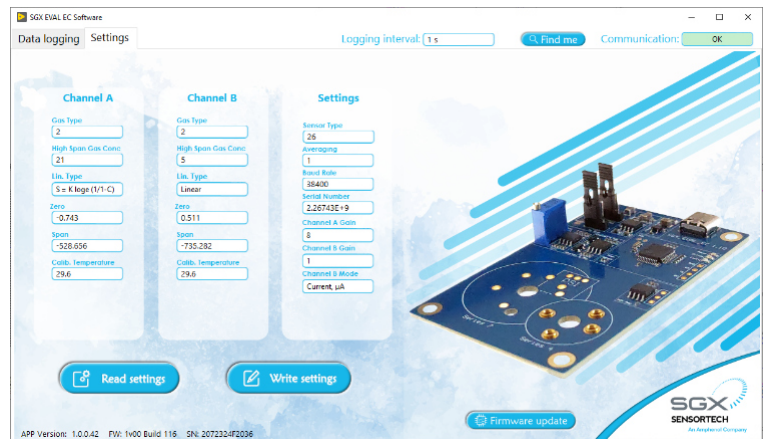 SGX EVAL EC Software
Data logging
Settings
Logging interval: 1 s
Find me
Communication: OK
Channel A
Gas Type
2
High Span Gas Conc
21
Lin. Type
S = K loge (1/1-C)
Zero
-0.743
Span
-528.656
Calib. Temperature
29.6
Channel B
Gas Type
2
High Span Gas Conc
5
Lin. Type
Linear
Zero
0.511
Span
-735.282
Calib. Temperature
29.6
Settings
Sensor Type
26
Averaging
1
Baud Rate
38400
Serial Number
2.26743E+9
Channel A Gain
8
Channel B Gain
1
Channel B Mode
Current, µA
Read settings
Write settings
Firmware update
SGX
SENSORTECH
An Amphenol Company
APP Version: 1.0.0.42 FW: 1v00 Build 116 SN: 2072324F2036